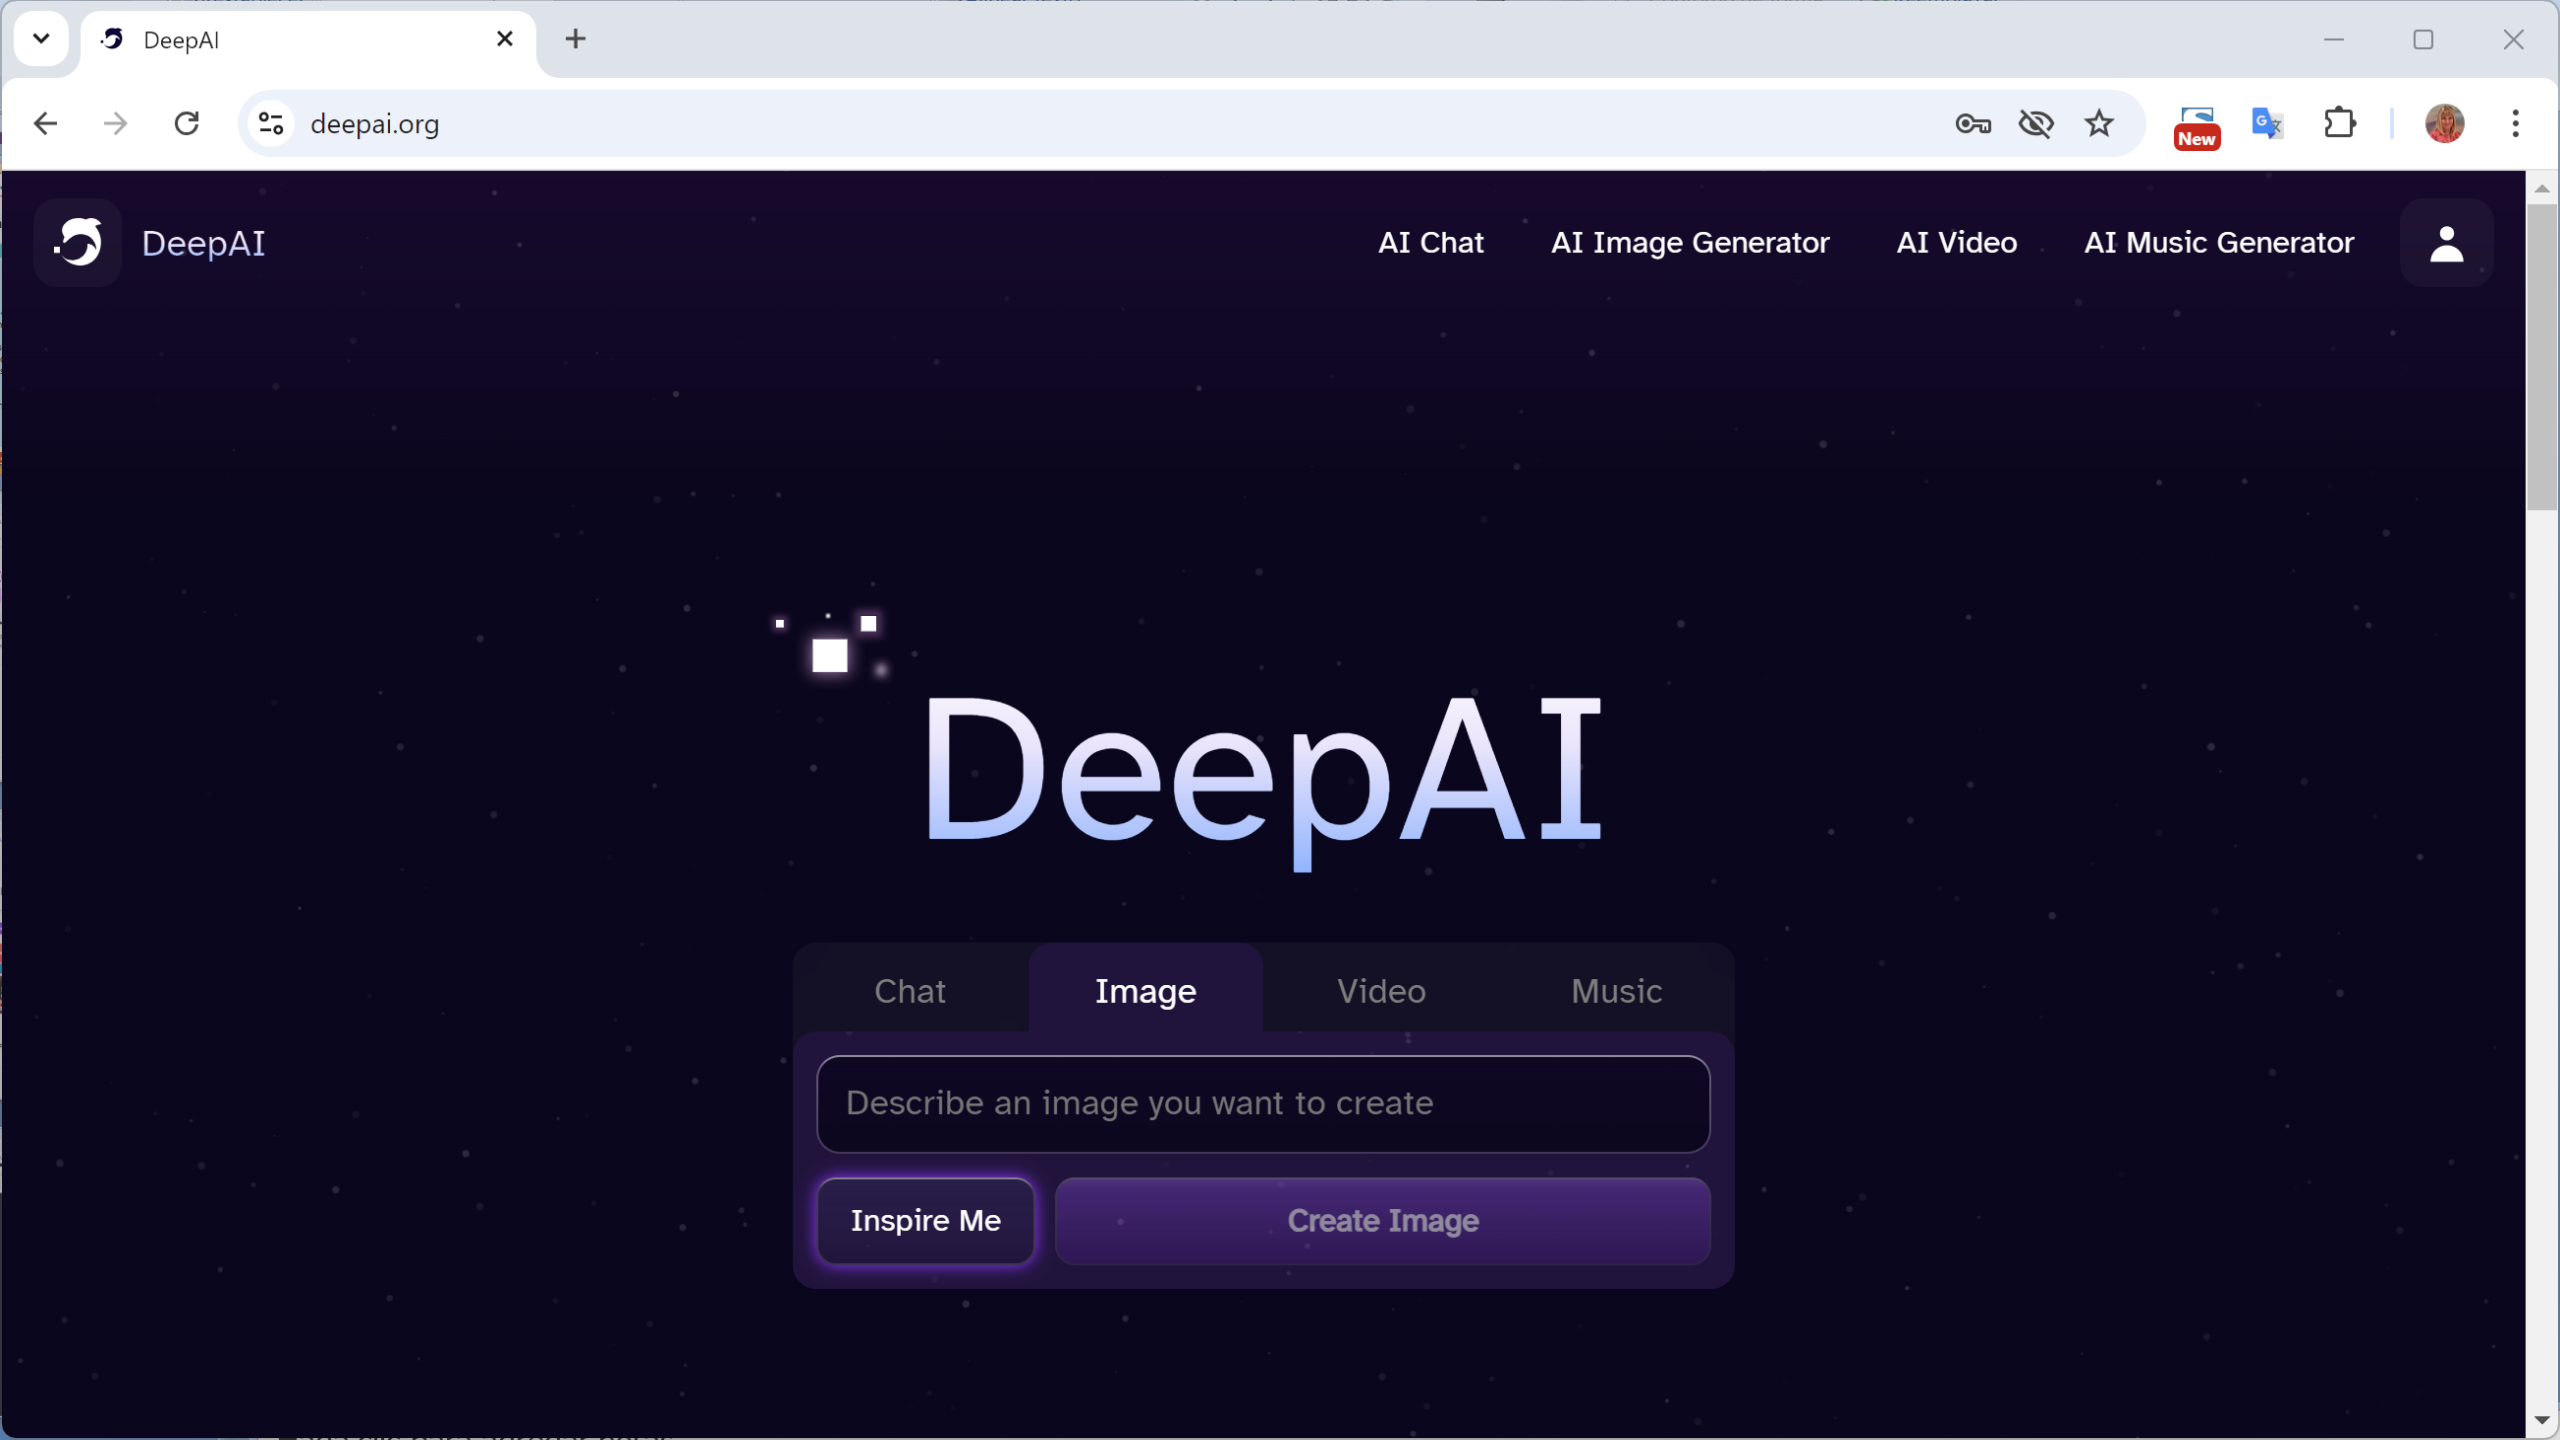 DeepAI
deepai.org
New
DeepAI
AI Chat
AI Image Generator
AI Video
AI Music Generator
DeepAI
Chat
Image
Video
Music
Describe an image you want to create
Inspire Me
Create Image